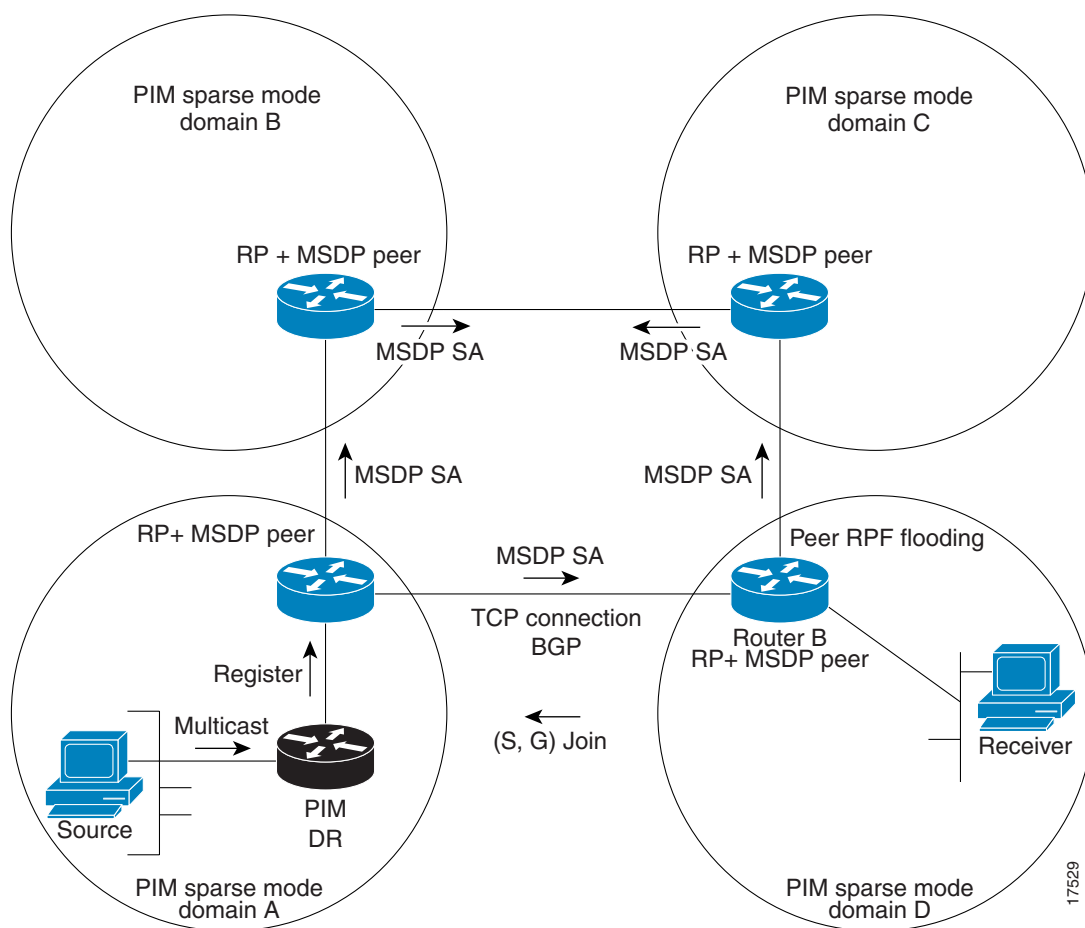 PIM sparse mode
domain B
PIM sparse mode
domain C
RP + MSDP peer
RP + MSDP peer
MSDP SA
MSDP SA
MSDP SA
MSDP SA
RP+ MSDP peer
MSDP SA
Peer RPF flooding
TCP connection
BGP
Router B
RP+ MSDP peer
Register
Multicast
(S, G) Join
Receiver
Source
PIM
DR
PIM sparse mode
domain A
PIM sparse mode
domain D
17529